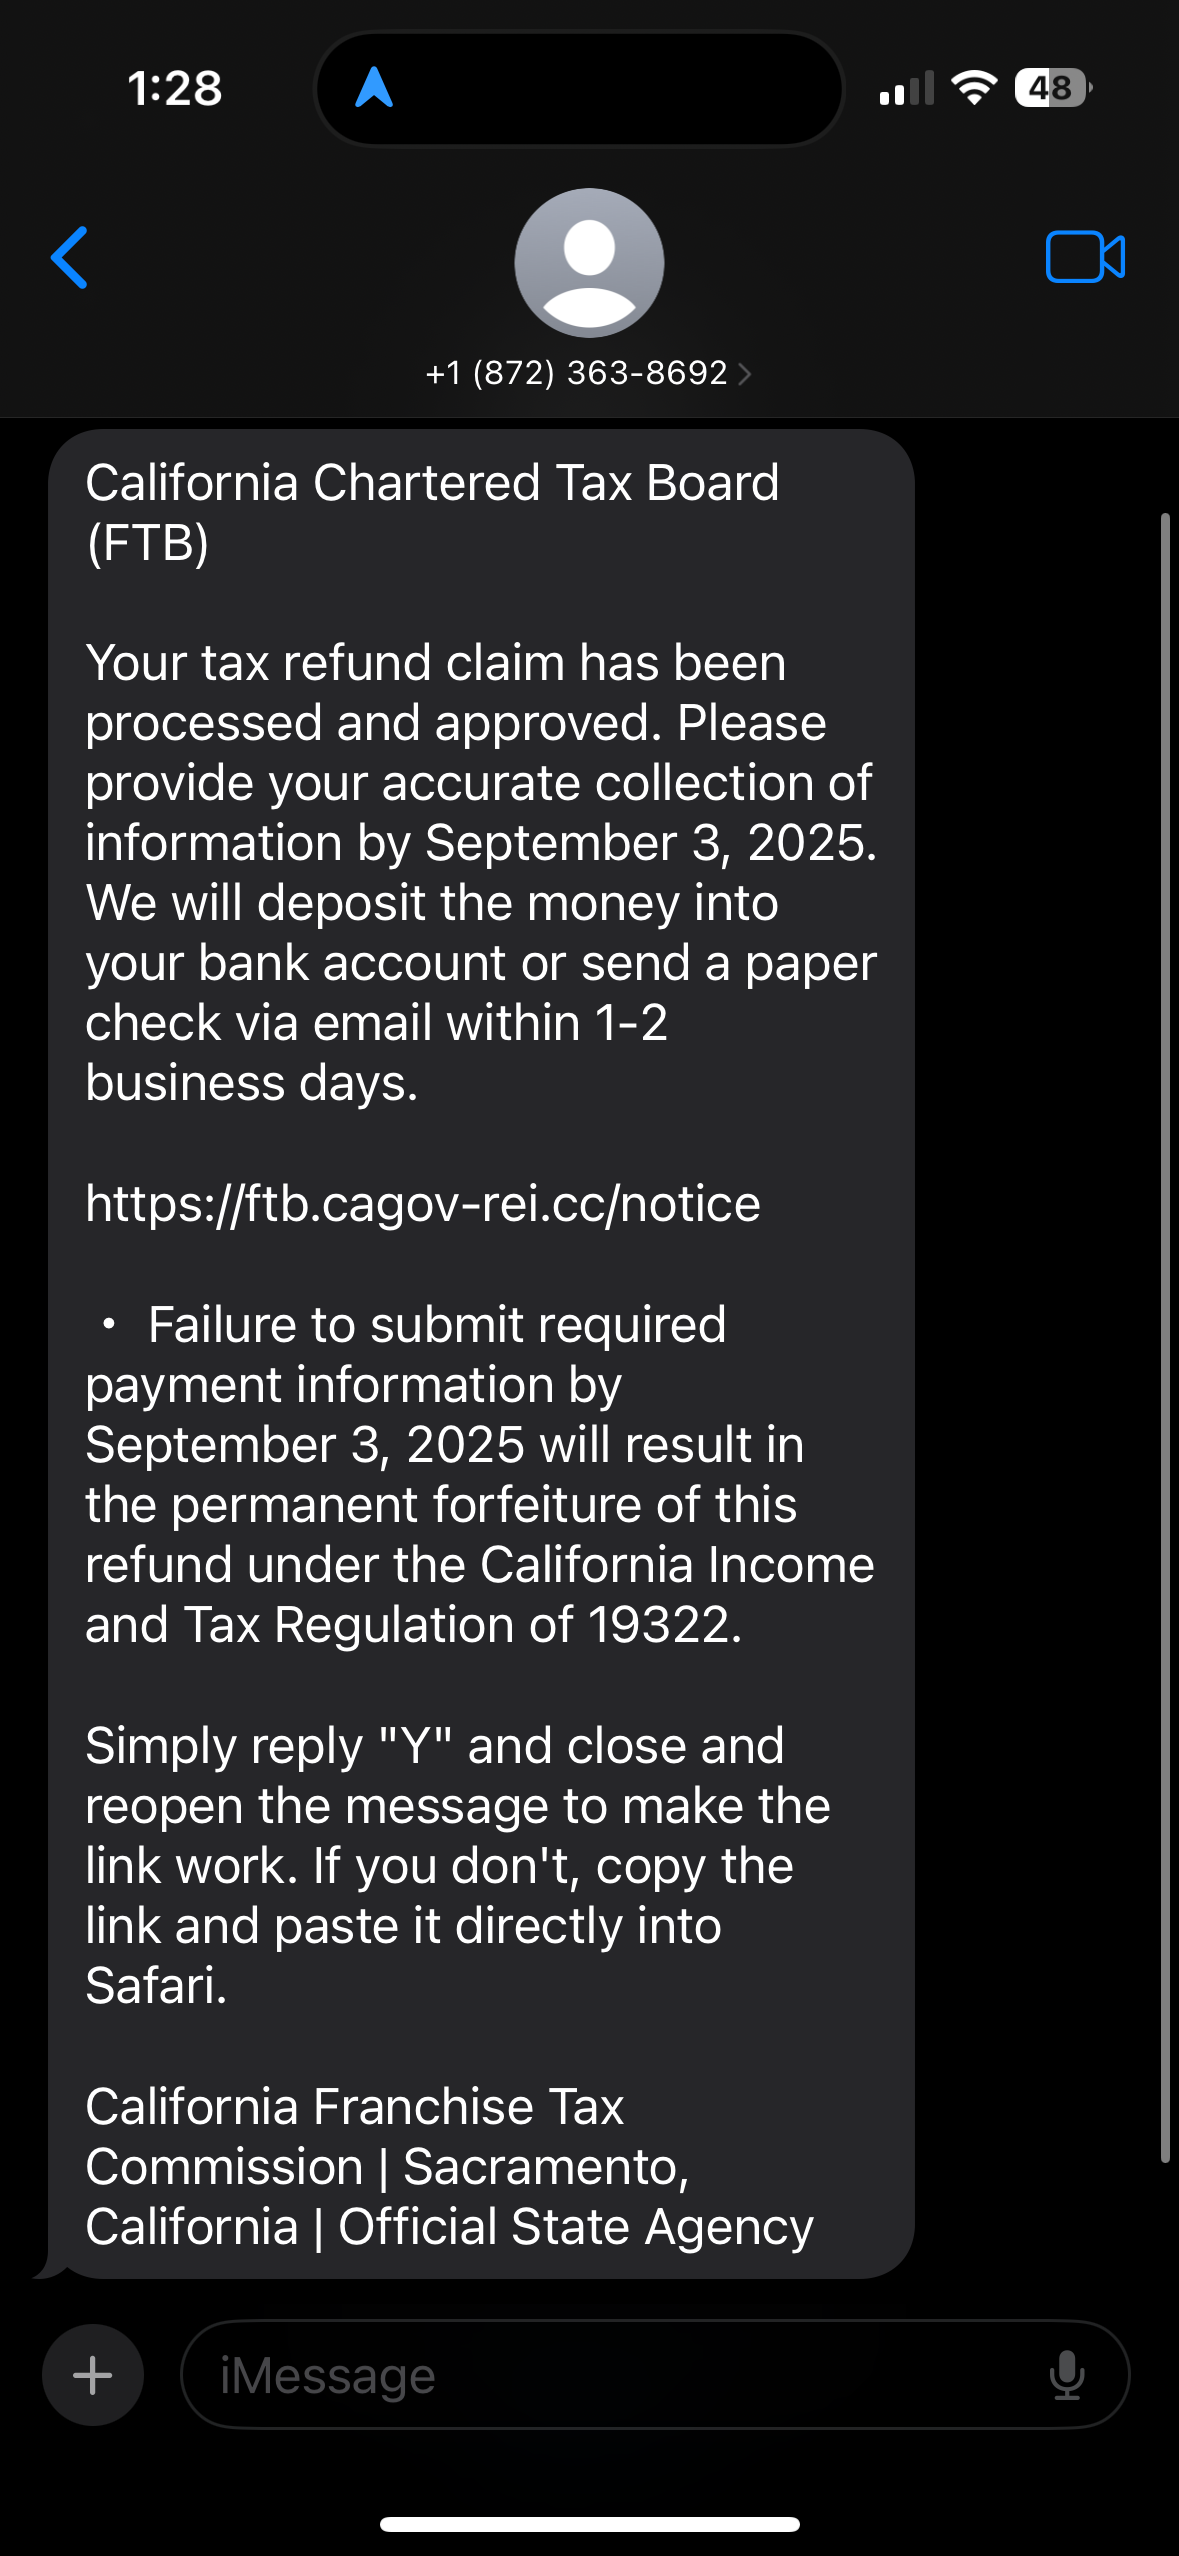 1:28
48
+1 (872) 363-8692
California Chartered Tax Board
(FTB)
Your tax refund claim has been
processed and approved. Please
provide your accurate collection of
information by September 3, 2025.
We will deposit the money into
your bank account or send a paper
check via email within 1-2
business days.
https://ftb.cagov-rei.cc/notice
• Failure to submit required
payment information by
September 3, 2025 will result in
the permanent forfeiture of this
refund under the California Income
and Tax Regulation of 19322.
Simply reply "Y" and close and
reopen the message to make the
link work. If you don't, copy the
link and paste it directly into
Safari.
California Franchise Tax
Commission | Sacramento,
California | Official State Agency
iMessage